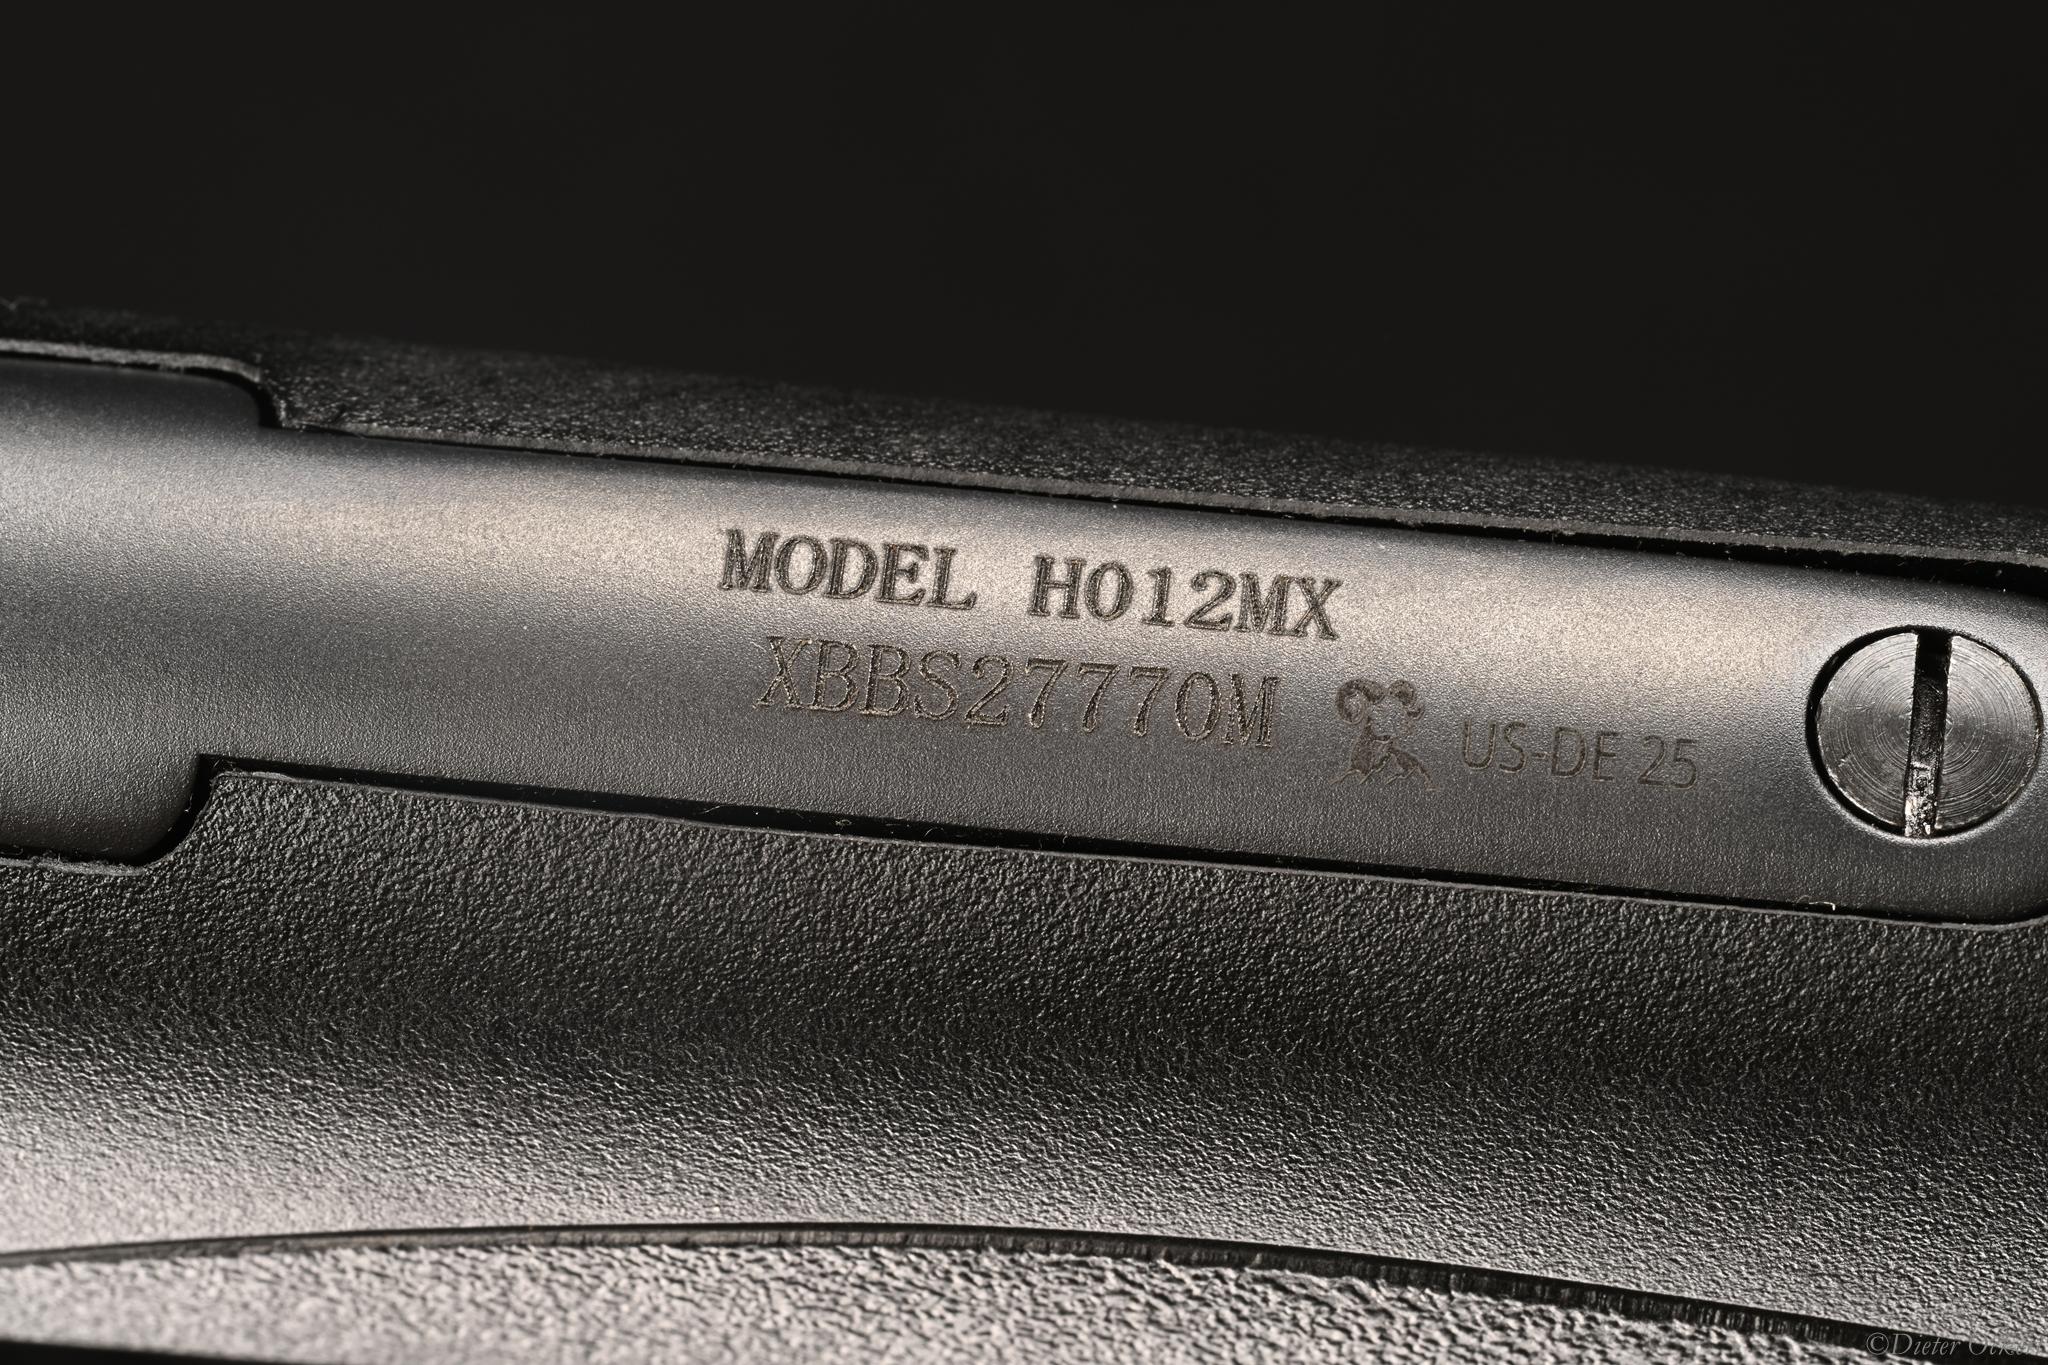 MODEL H012MX
XBBS27770M
US-DE 25
©Dieter